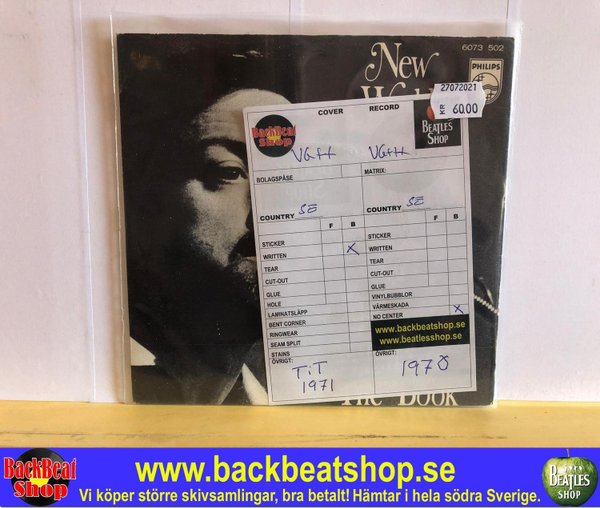 New
6073 502
PHILIPS
27072021
KR 60.00
COVER RECORD
BackBeat
Shop
BEATLES
SHOP
VG++ VG++
BOLAGSPÅSE MATRIX:
COUNTRY SE COUNTRY SE
F B F B
STICKER STICKER
WRITTEN X WRITTEN
TEAR TEAR
CUT-OUT CUT-OUT
GLUE GLUE
HOLE VINYLBUBBLOR
LAMINATSLÄPP VÄRMESKADA
BENT CORNER NO CENTER X
RINGWEAR www.backbeatshop.se
SEAM SPLIT www.beatlesshop.se
STAINS
ÖVRIGT: ÖVRIGT:
TiT 1970
1971
The Book
BackBeat
Shop
www.backbeatshop.se
Vi köper större skivsamlingar, bra betalt! Hämtar i hela södra Sverige.
BEATLES
SHOP